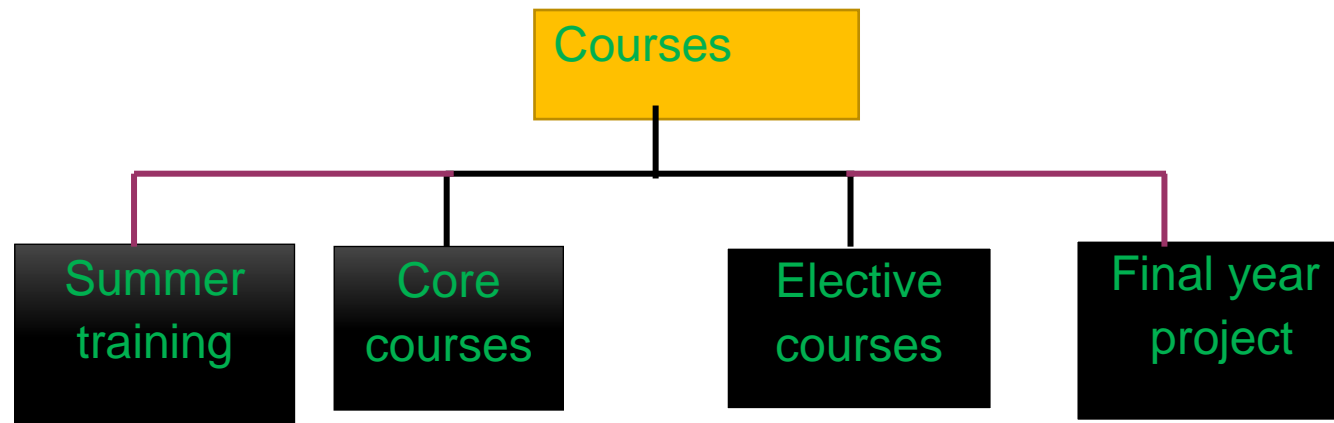 Courses
Summer
training
Core
courses
Elective
courses
Final year
project